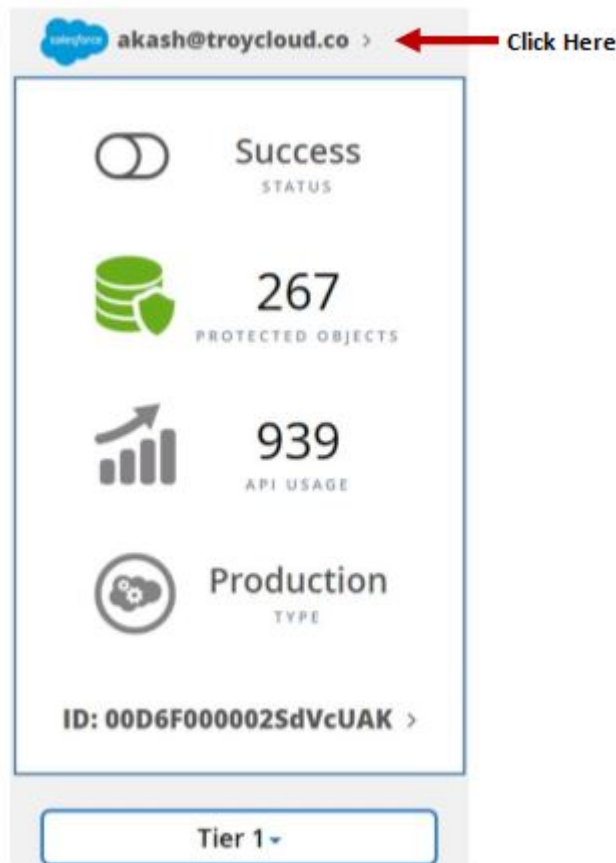 salesforce akash@troycloud.co > Click Here
Success
STATUS
267
PROTECTED OBJECTS
939
API USAGE
Production
TYPE
ID: 00D6F000002SdVcUAK >
Tier 1